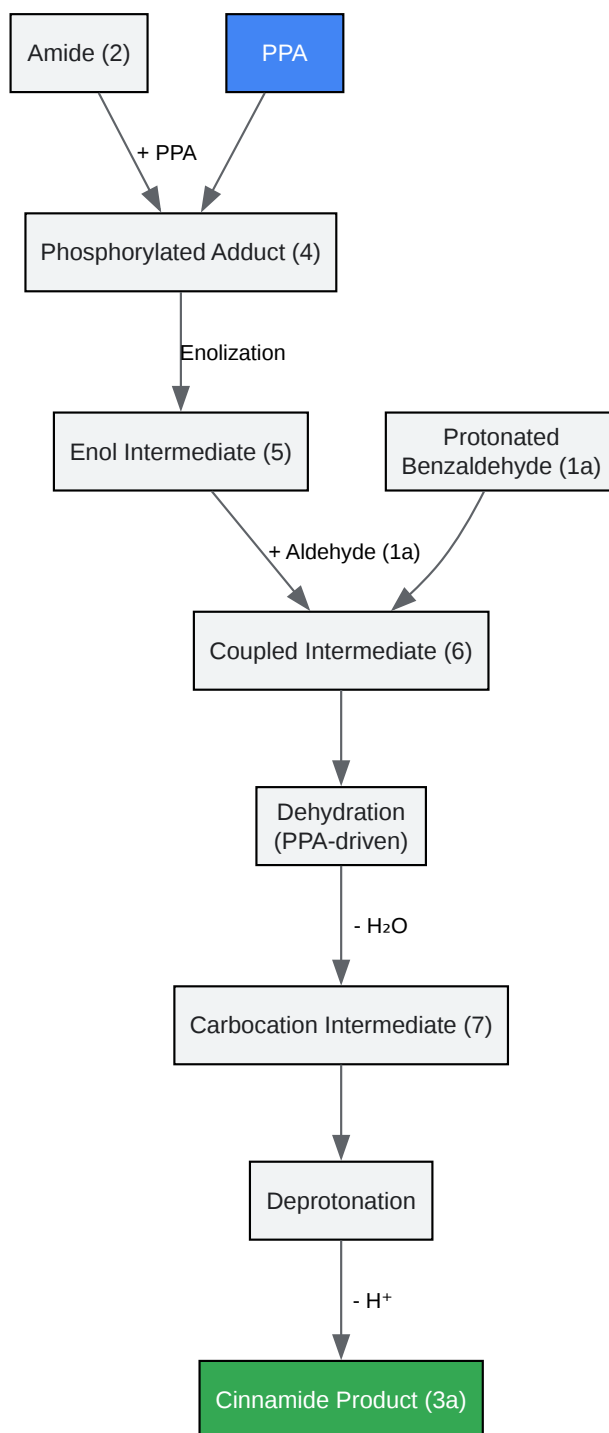 Amide (2)
PPA
+ PPA
Phosphorylated Adduct (4)
Enolization
Enol Intermediate (5)
Protonated
Benzaldehyde (1a)
+ Aldehyde (1a)
Coupled Intermediate (6)
Dehydration
(PPA-driven)
- H₂O
Carbocation Intermediate (7)
Deprotonation
- H⁺
Cinnamide Product (3a)